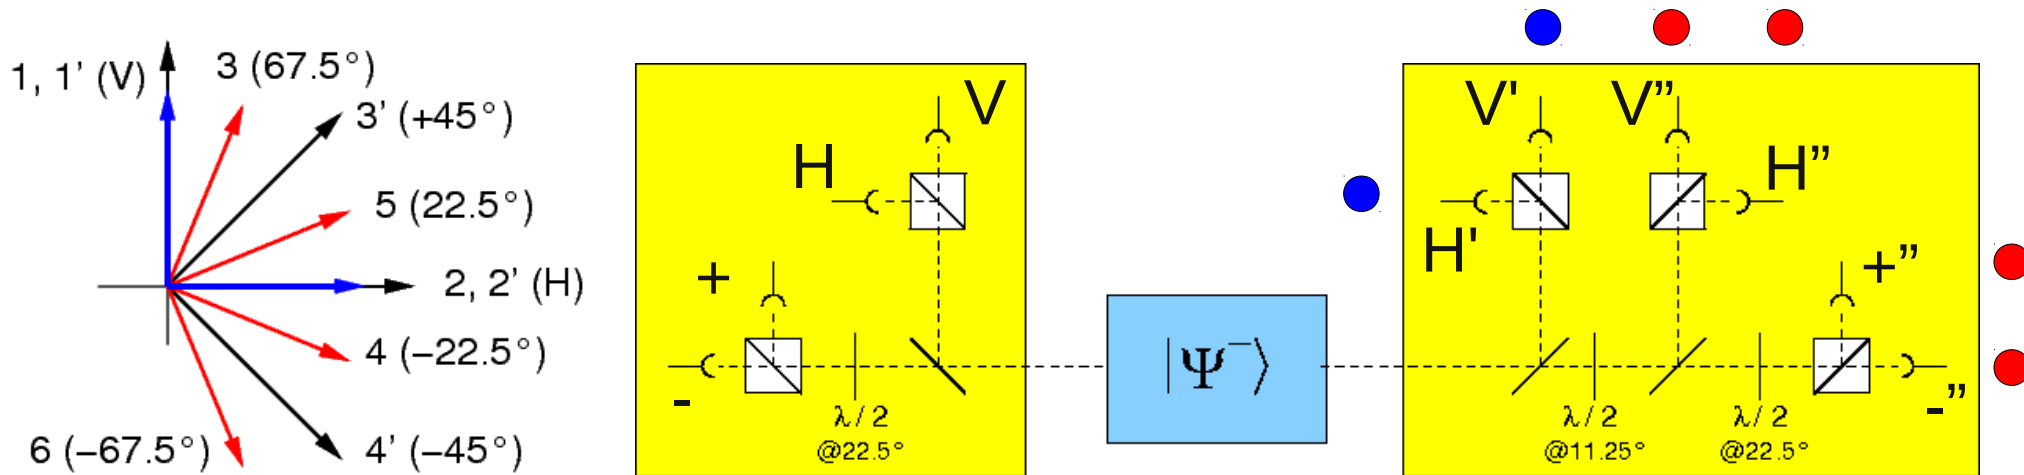 1, 1' (V)
3 (67.5°)
3' (+45°)
5 (22.5°)
2, 2' (H)
4 (−22.5°)
4' (−45°)
6 (−67.5°)
V
H
+
-
λ/2
@22.5°
|Ψ⁻⟩
V'
V”
H'
H”
+”
-”
λ/2
@11.25°
λ/2
@22.5°